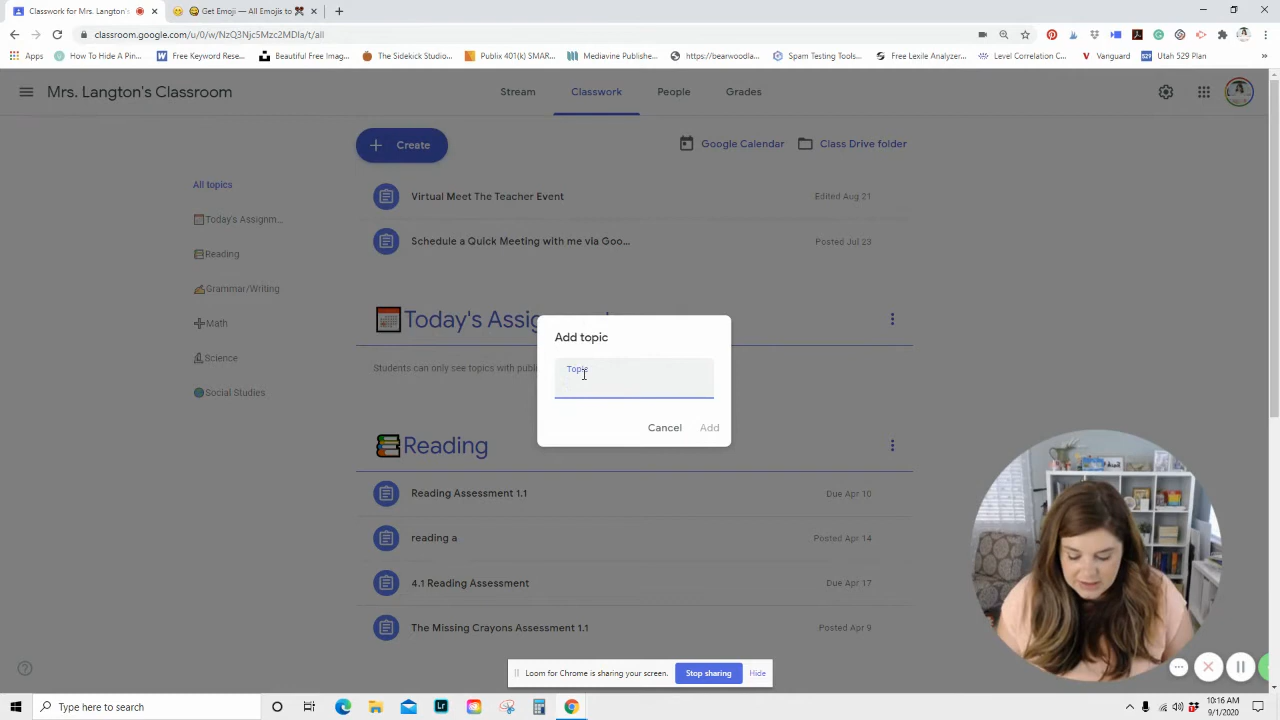 Classwork for Mrs. Langton's
Get Emoji — All Emojis to
classroom.google.com/u/0/w/NzQ3Njc5Mzc2MDla/t/all
Apps
How To Hide A Pin...
Free Keyword Rese...
Beautiful Free Imag...
The Sidekick Studio...
Publix 401(k) SMAR...
Mediavine Publishe...
https://bearwoodla...
Spam Testing Tools...
Free Lexile Analyzer...
Level Correlation C...
Vanguard
Utah 529 Plan
Mrs. Langton's Classroom
Stream
Classwork
People
Grades
Create
Google Calendar
Class Drive folder
All topics
Virtual Meet The Teacher Event
Edited Aug 21
Today's Assignm...
Schedule a Quick Meeting with me via Goo...
Posted Jul 23
Reading
Grammar/Writing
Math
Science
Social Studies
Today's Assig
Students can only see topics with publi
Add topic
Topic
Cancel
Add
Reading
Reading Assessment 1.1
Due Apr 10
reading a
Posted Apr 14
4.1 Reading Assessment
Due Apr 17
The Missing Crayons Assessment 1.1
Posted Apr 9
Loom for Chrome is sharing your screen.
Stop sharing
Hide
Type here to search
10:16 AM
9/1/2020